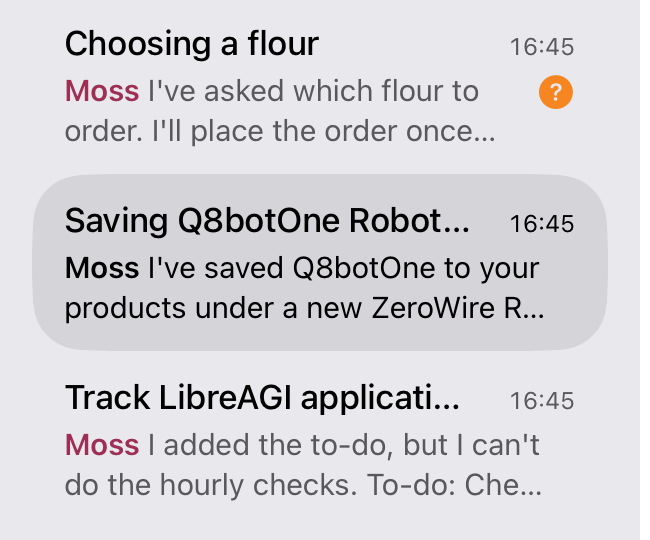 Choosing a flour 16:45
Moss I've asked which flour to ?
order. I'll place the order once...
Saving Q8botOne Robot... 16:45
Moss I've saved Q8botOne to your
products under a new ZeroWire R...
Track LibreAGI applicati... 16:45
Moss I added the to-do, but I can't
do the hourly checks. To-do: Che...